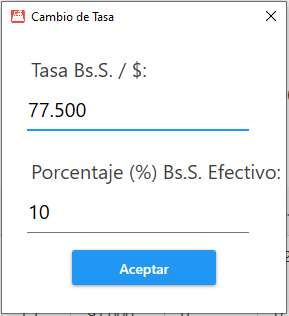 Cambio de Tasa
Tasa Bs.S. / $:
77.500
Porcentaje (%) Bs.S. Efectivo:
10
Aceptar